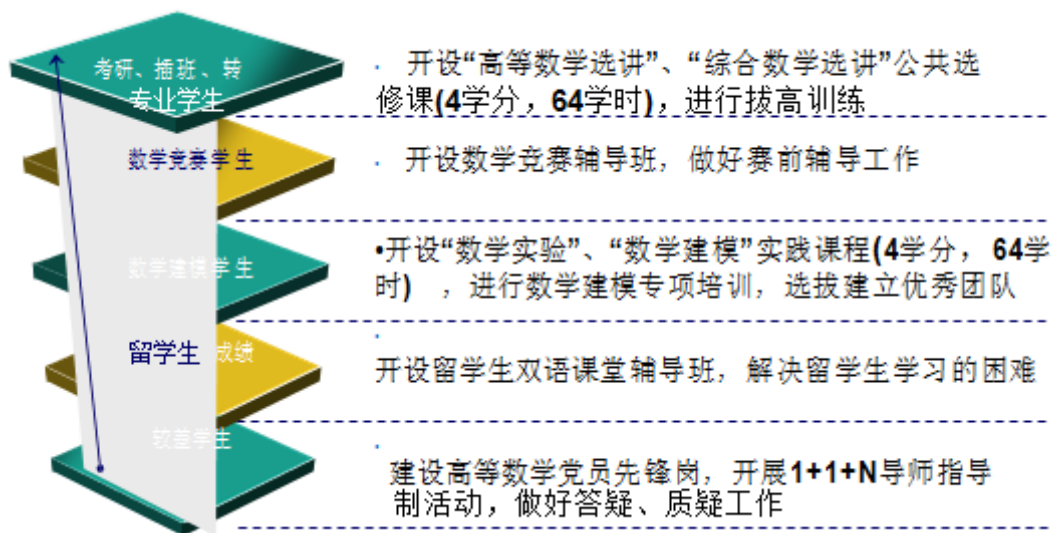 考研、插班、转
专业学生
· 开设“高等数学选讲”、“综合数学选讲”公共选
修课(4学分，64学时)，进行拔高训练
数学竞赛学生
· 开设数学竞赛辅导班，做好赛前辅导工作
数学建模学生
•开设“数学实验”、“数学建模”实践课程(4学分， 64学
时) ，进行数学建模专项培训，选拔建立优秀团队
留学生 成绩
·
开设留学生双语课堂辅导班，解决留学生学习的困难
较差学生
·
建设高等数学党员先锋岗，开展1+1+N导师指导
制活动，做好答疑、质疑工作